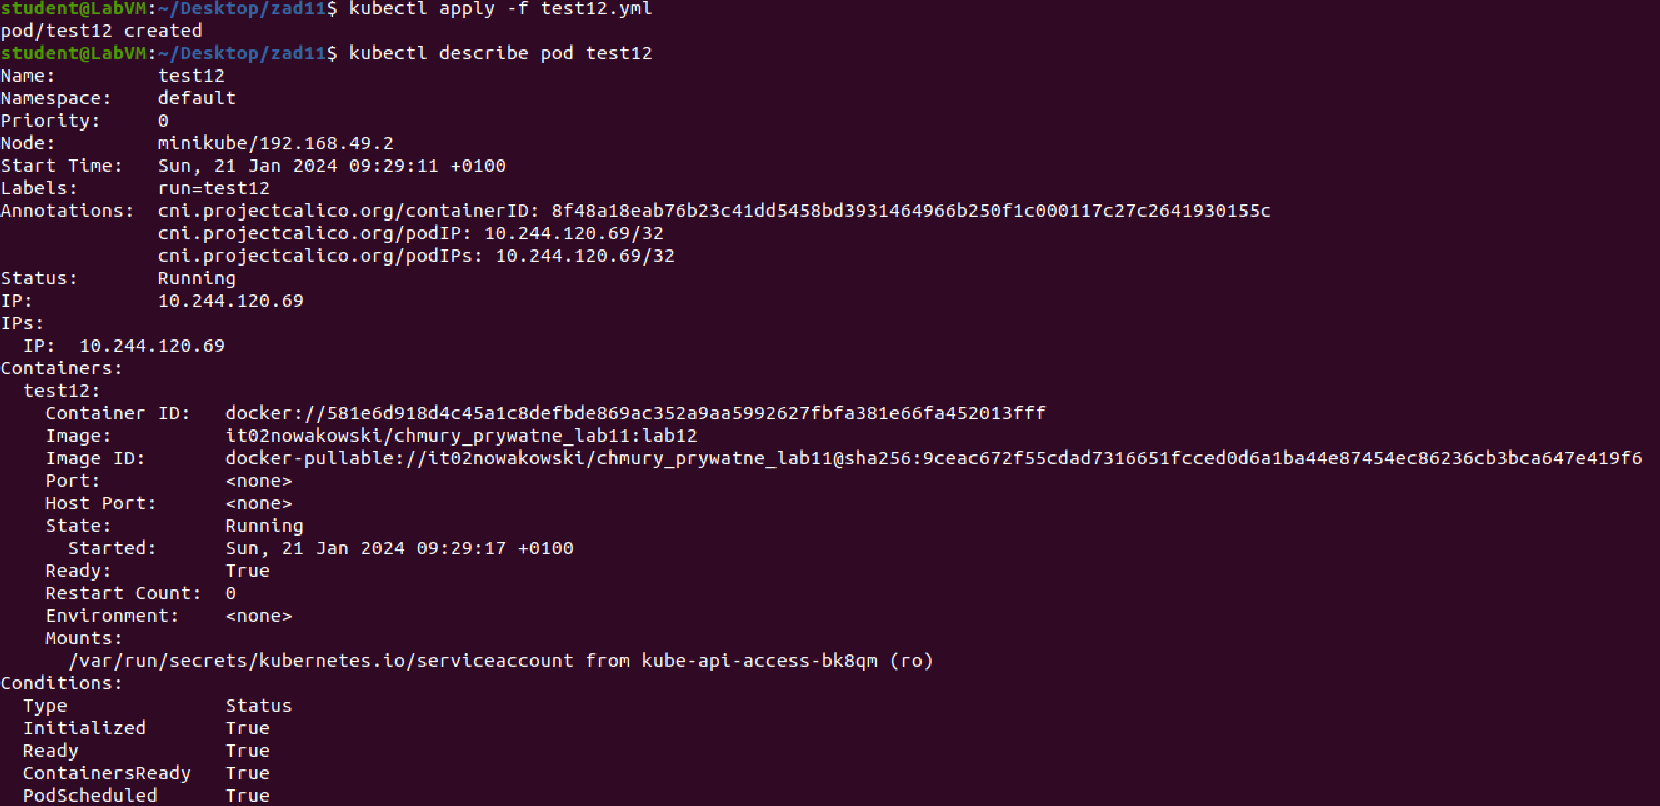 student@LabVM:~/Desktop/zad11$ kubectl apply -f test12.yml
pod/test12 created
student@LabVM:~/Desktop/zad11$ kubectl describe pod test12
Name:         test12
Namespace:    default
Priority:     0
Node:         minikube/192.168.49.2
Start Time:   Sun, 21 Jan 2024 09:29:11 +0100
Labels:       run=test12
Annotations:  cni.projectcalico.org/containerID: 8f48a18eab76b23c41dd5458bd3931464966b250f1c000117c27c2641930155c
              cni.projectcalico.org/podIP: 10.244.120.69/32
              cni.projectcalico.org/podIPs: 10.244.120.69/32
Status:       Running
IP:           10.244.120.69
IPs:
  IP:  10.244.120.69
Containers:
  test12:
    Container ID:   docker://581e6d918d4c45a1c8defbde869ac352a9aa5992627fbfa381e66fa452013fff
    Image:          it02nowakowski/chmury_prywatne_lab11:lab12
    Image ID:       docker-pullable://it02nowakowski/chmury_prywatne_lab11@sha256:9ceac672f55cdad7316651fcced0d6a1ba44e87454ec86236cb3bca647e419f6
    Port:           <none>
    Host Port:      <none>
    State:          Running
      Started:      Sun, 21 Jan 2024 09:29:17 +0100
    Ready:          True
    Restart Count:  0
    Environment:    <none>
    Mounts:
      /var/run/secrets/kubernetes.io/serviceaccount from kube-api-access-bk8qm (ro)
Conditions:
  Type              Status
  Initialized       True
  Ready             True
  ContainersReady   True
  PodScheduled      True